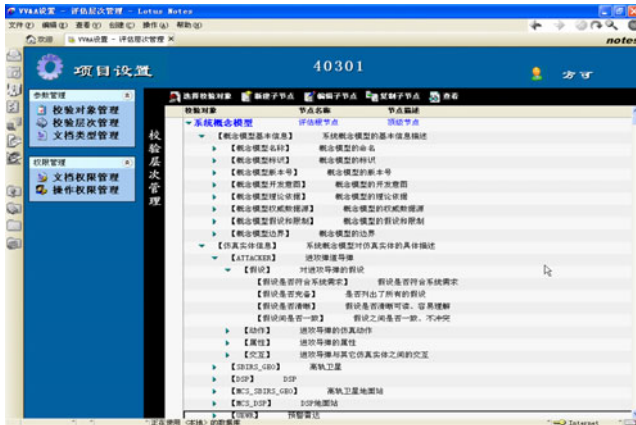 VV&A设置 - 评估层次管理 - Lotus Notes
文件(F) 编辑(E) 查看(V) 创建(C) 操作(A) 帮助(H)
欢迎 VV&A设置 - 评估层次管理 ×
notes
项目设置
40301
方可
参数管理
校验对象管理
校验层次管理
文档类型管理
权限管理
文档权限管理
操作权限管理
校验层次管理
选择校验对象 新建子节点 编辑子节点 复制子节点 查看
校验对象 节点名称 节点描述
系统概念模型 评估根节点 顶级节点
【概念模型基本信息】 系统概念模型的基本信息描述
【概念模型名称】 概念模型的命名
【概念模型标识】 概念模型的标识
【概念模型版本号】 概念模型的版本号
【概念模型开发意图】 概念模型的开发意图
【概念模型理论依据】 概念模型的理论依据
【概念模型权威数据源】 概念模型的权威数据源
【概念模型假设和限制】 概念模型的假设和限制
【概念模型边界】 概念模型的边界
【仿真实体信息】 系统概念模型对仿真实体的具体描述
【ATTACKER】 进攻弹道导弹
【假设】 对进攻导弹的假设
【假设是否符合系统需求】 假设是否符合系统需求
【假设是否完备】 是否列出了所有的假设
【假设是否清晰】 假设是否清晰可读、容易理解
【假设间是否一致】 假设之间是否一致、不冲突
【动作】 进攻导弹的仿真动作
【属性】 进攻导弹的属性
【交互】 进攻导弹与其它仿真实体之间的交互
【SBIRS_GEO】 高轨卫星
【DSP】 DSP
【MCS_SBIRS_GEO】 高轨卫星地面站
【MCS_DSP】 DSP地面站
预警雷达
正在使用 (本地) 的数据库
Internet